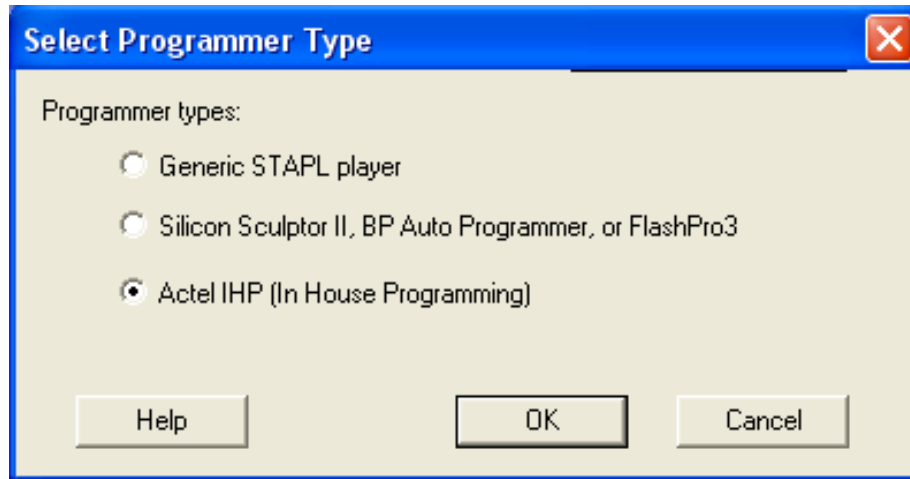 Select Programmer Type
Programmer types:
Generic STAPL player
Silicon Sculptor II, BP Auto Programmer, or FlashPro3
Actel IHP (In House Programming)
Help OK Cancel